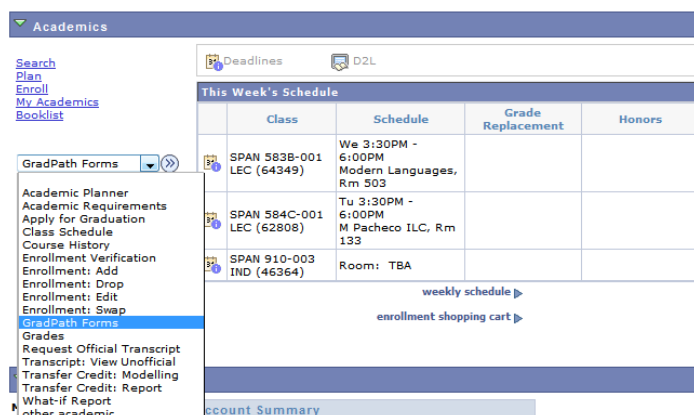 Academics
Search
Plan
Enroll
My Academics
Booklist
GradPath Forms
Academic Planner
Academic Requirements
Apply for Graduation
Class Schedule
Course History
Enrollment Verification
Enrollment: Add
Enrollment: Drop
Enrollment: Edit
Enrollment: Swap
GradPath Forms
Grades
Request Official Transcript
Transcript: View Unofficial
Transfer Credit: Modelling
Transfer Credit: Report
What-if Report
other academic
Deadlines D2L
This Week's Schedule
Class Schedule Grade Replacement Honors
SPAN 583B-001
LEC (64349)
We 3:30PM -
6:00PM
Modern Languages,
Rm 503
SPAN 584C-001
LEC (62808)
Tu 3:30PM -
6:00PM
M Pacheco ILC, Rm
133
SPAN 910-003
IND (46364)
Room: TBA
weekly schedule
enrollment shopping cart
ccount Summary